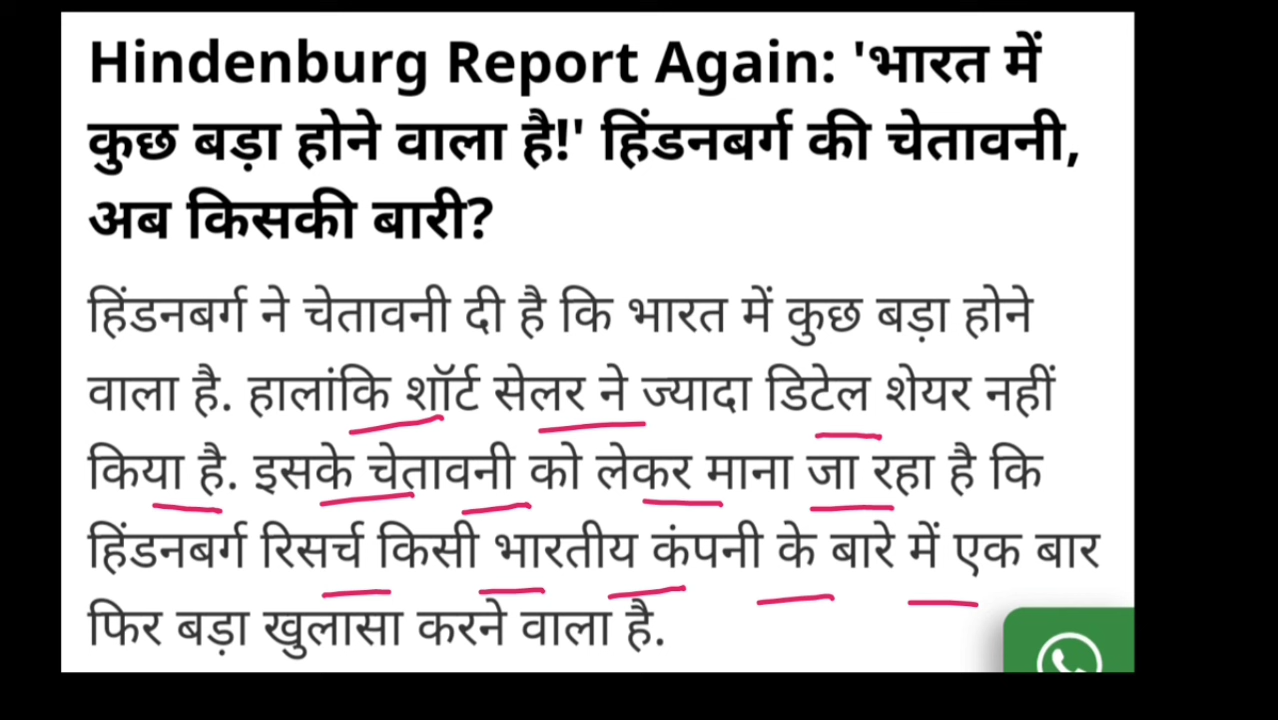 Hindenburg Report Again: 'भारत में
कुछ बड़ा होने वाला है!' हिंडनबर्ग की चेतावनी,
अब किसकी बारी?
हिंडनबर्ग ने चेतावनी दी है कि भारत में कुछ बड़ा होने
वाला है. हालांकि शॉर्ट सेलर ने ज्यादा डिटेल शेयर नहीं
किया है. इसके चेतावनी को लेकर माना जा रहा है कि
हिंडनबर्ग रिसर्च किसी भारतीय कंपनी के बारे में एक बार
फिर बड़ा खुलासा करने वाला है.